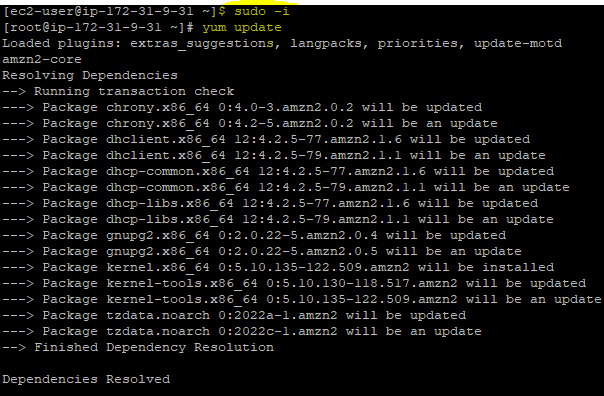 [ec2-user@ip-172-31-9-31 ~]$ sudo -i
[root@ip-172-31-9-31 ~]# yum update
Loaded plugins: extras_suggestions, langpacks, priorities, update-motd
amzn2-core
Resolving Dependencies
--> Running transaction check
---> Package chrony.x86_64 0:4.0-3.amzn2.0.2 will be updated
---> Package chrony.x86_64 0:4.2-5.amzn2.0.2 will be an update
---> Package dhclient.x86_64 12:4.2.5-77.amzn2.1.6 will be updated
---> Package dhclient.x86_64 12:4.2.5-79.amzn2.1.1 will be an update
---> Package dhcp-common.x86_64 12:4.2.5-77.amzn2.1.6 will be updated
---> Package dhcp-common.x86_64 12:4.2.5-79.amzn2.1.1 will be an update
---> Package dhcp-libs.x86_64 12:4.2.5-77.amzn2.1.6 will be updated
---> Package dhcp-libs.x86_64 12:4.2.5-79.amzn2.1.1 will be an update
---> Package gnupg2.x86_64 0:2.0.22-5.amzn2.0.4 will be updated
---> Package gnupg2.x86_64 0:2.0.22-5.amzn2.0.5 will be an update
---> Package kernel.x86_64 0:5.10.135-122.509.amzn2 will be installed
---> Package kernel-tools.x86_64 0:5.10.130-118.517.amzn2 will be updated
---> Package kernel-tools.x86_64 0:5.10.135-122.509.amzn2 will be an update
---> Package tzdata.noarch 0:2022a-1.amzn2 will be updated
---> Package tzdata.noarch 0:2022c-1.amzn2 will be an update
--> Finished Dependency Resolution
Dependencies Resolved